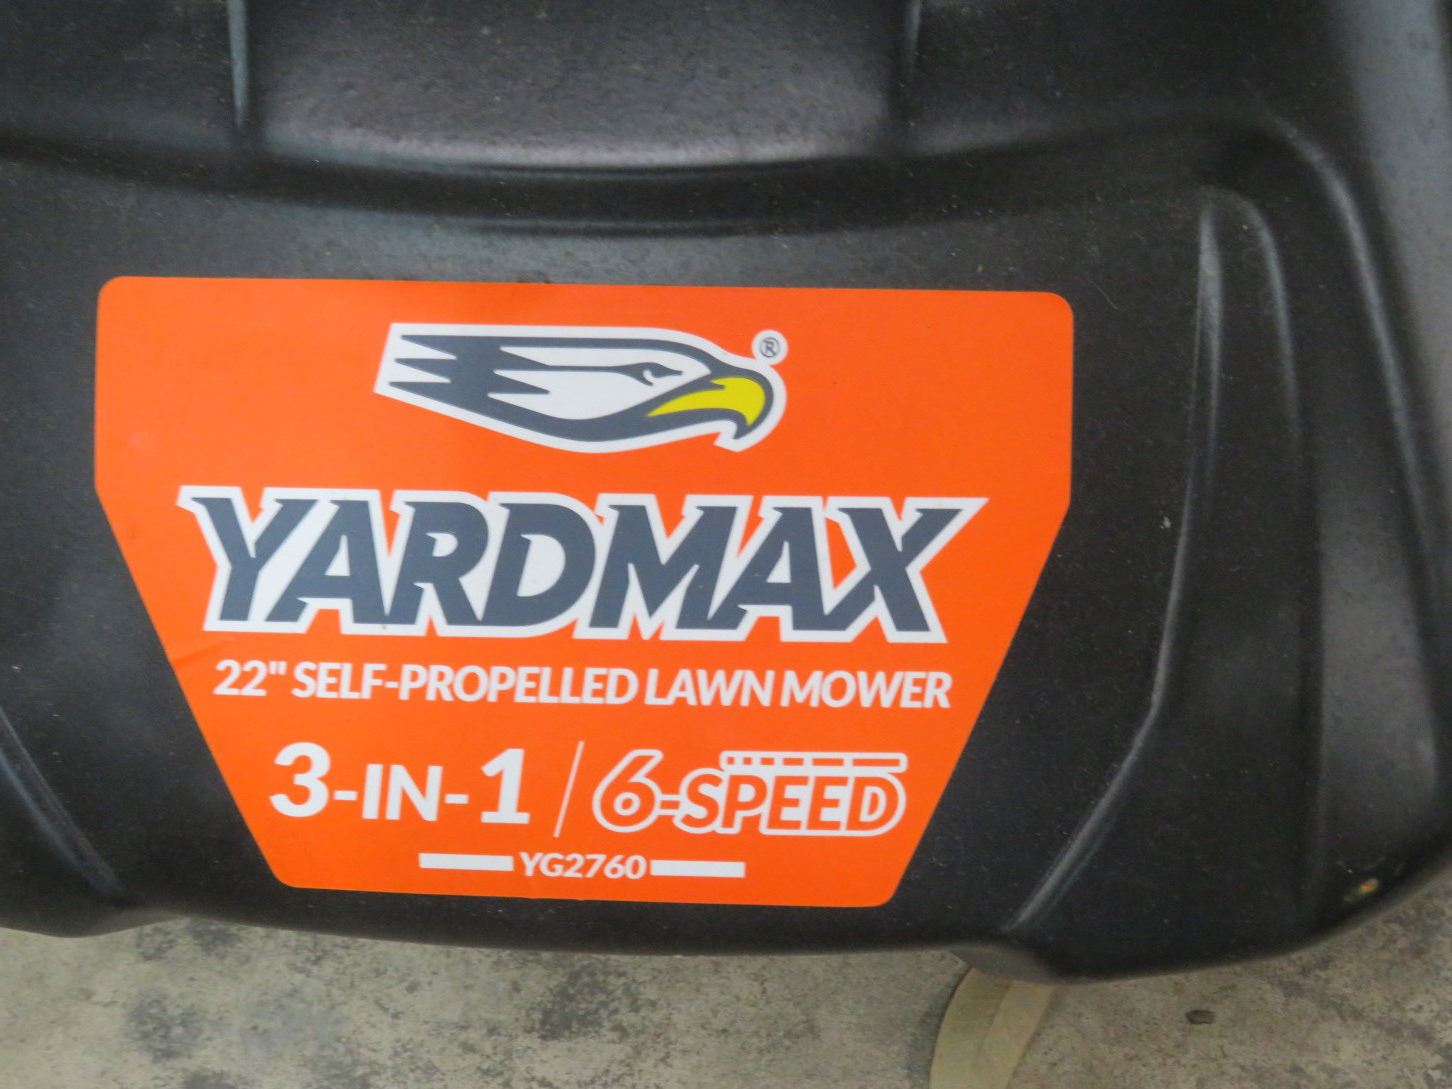 ®
YARDMAX
22" SELF-PROPELLED LAWN MOWER
3-IN-1 / 6-SPEED
YG2760